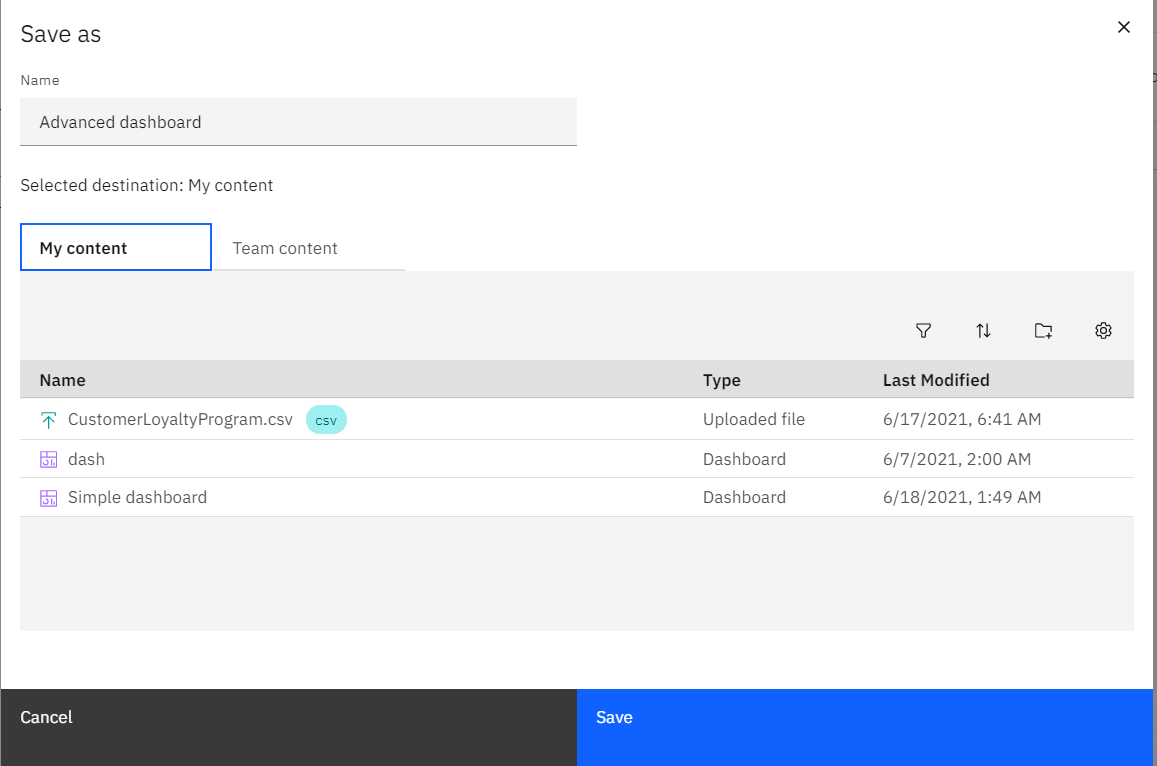 Save as
Name
Advanced dashboard
Selected destination: My content
My content Team content
Name Type Last Modified
CustomerLoyaltyProgram.csv csv Uploaded file 6/17/2021, 6:41 AM
dash Dashboard 6/7/2021, 2:00 AM
Simple dashboard Dashboard 6/18/2021, 1:49 AM
Cancel Save